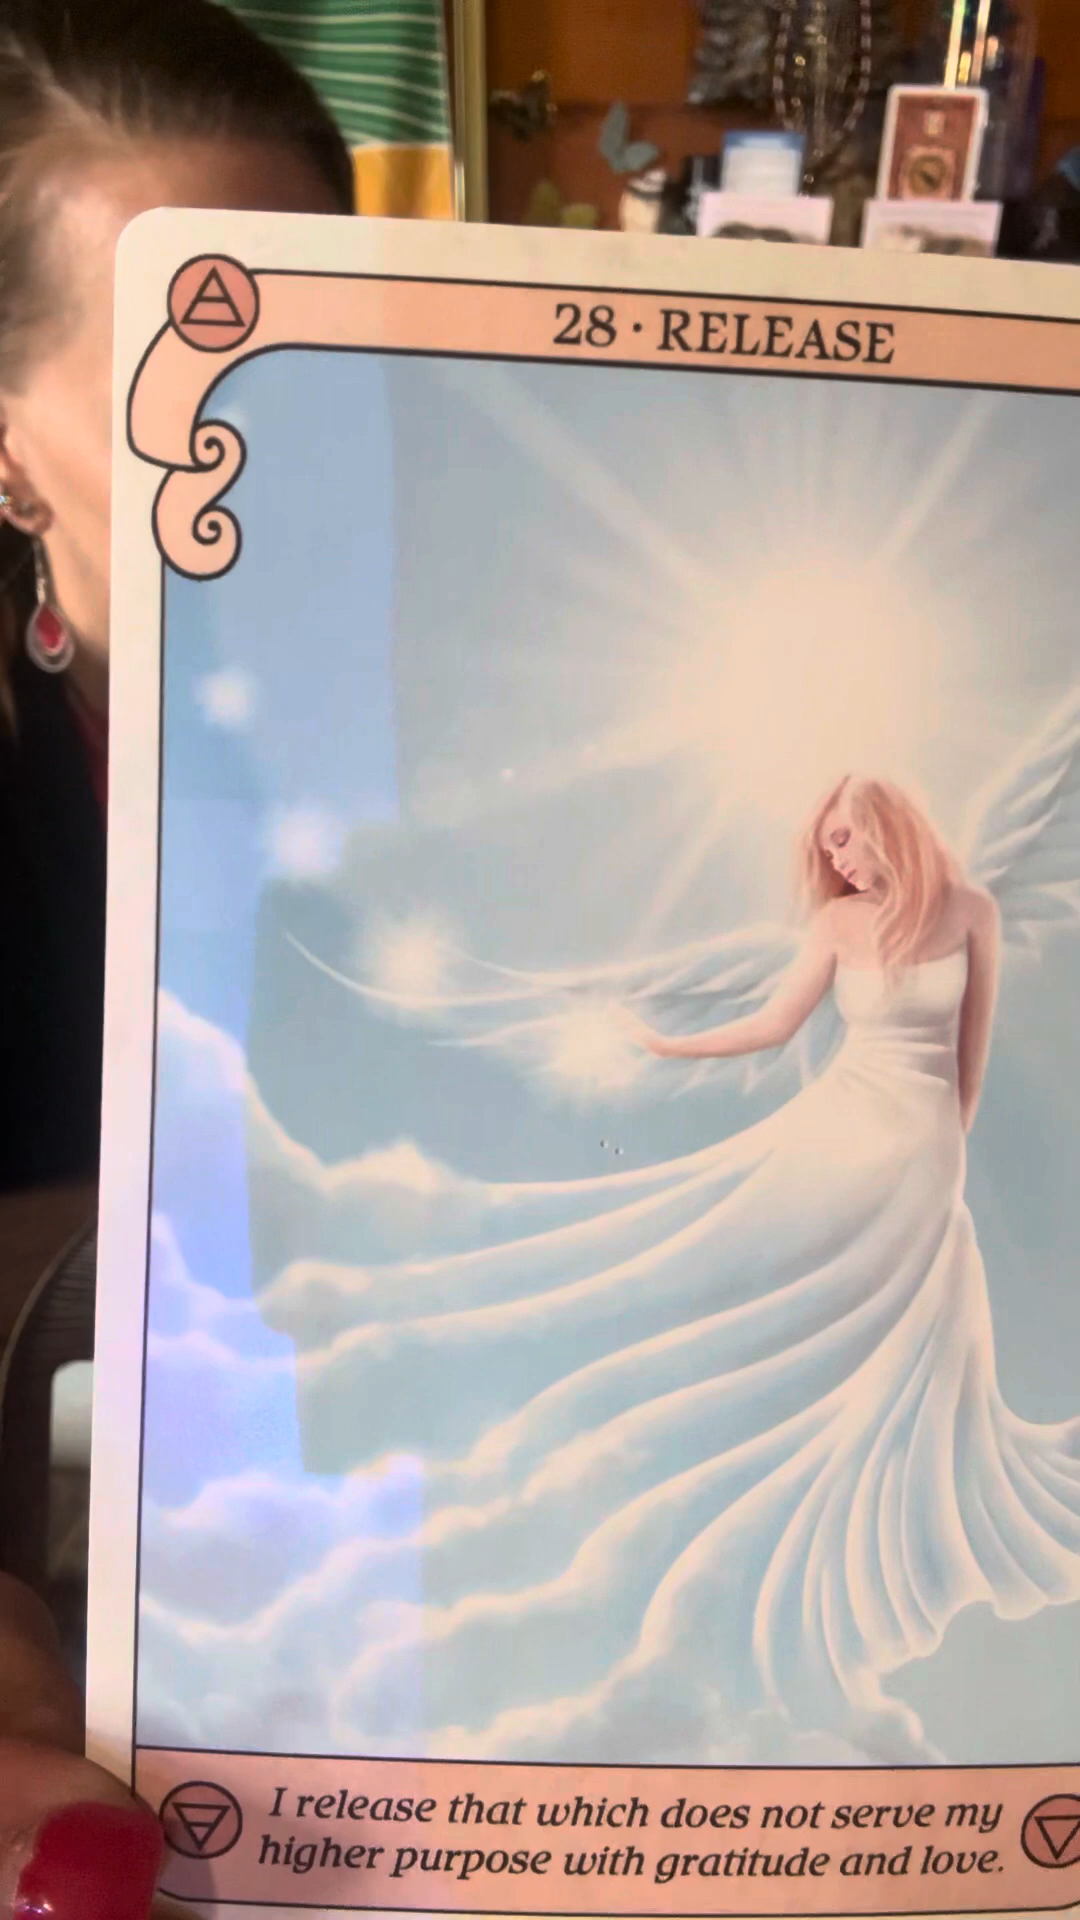 28 · RELEASE
I release that which does not serve my
higher purpose with gratitude and love.